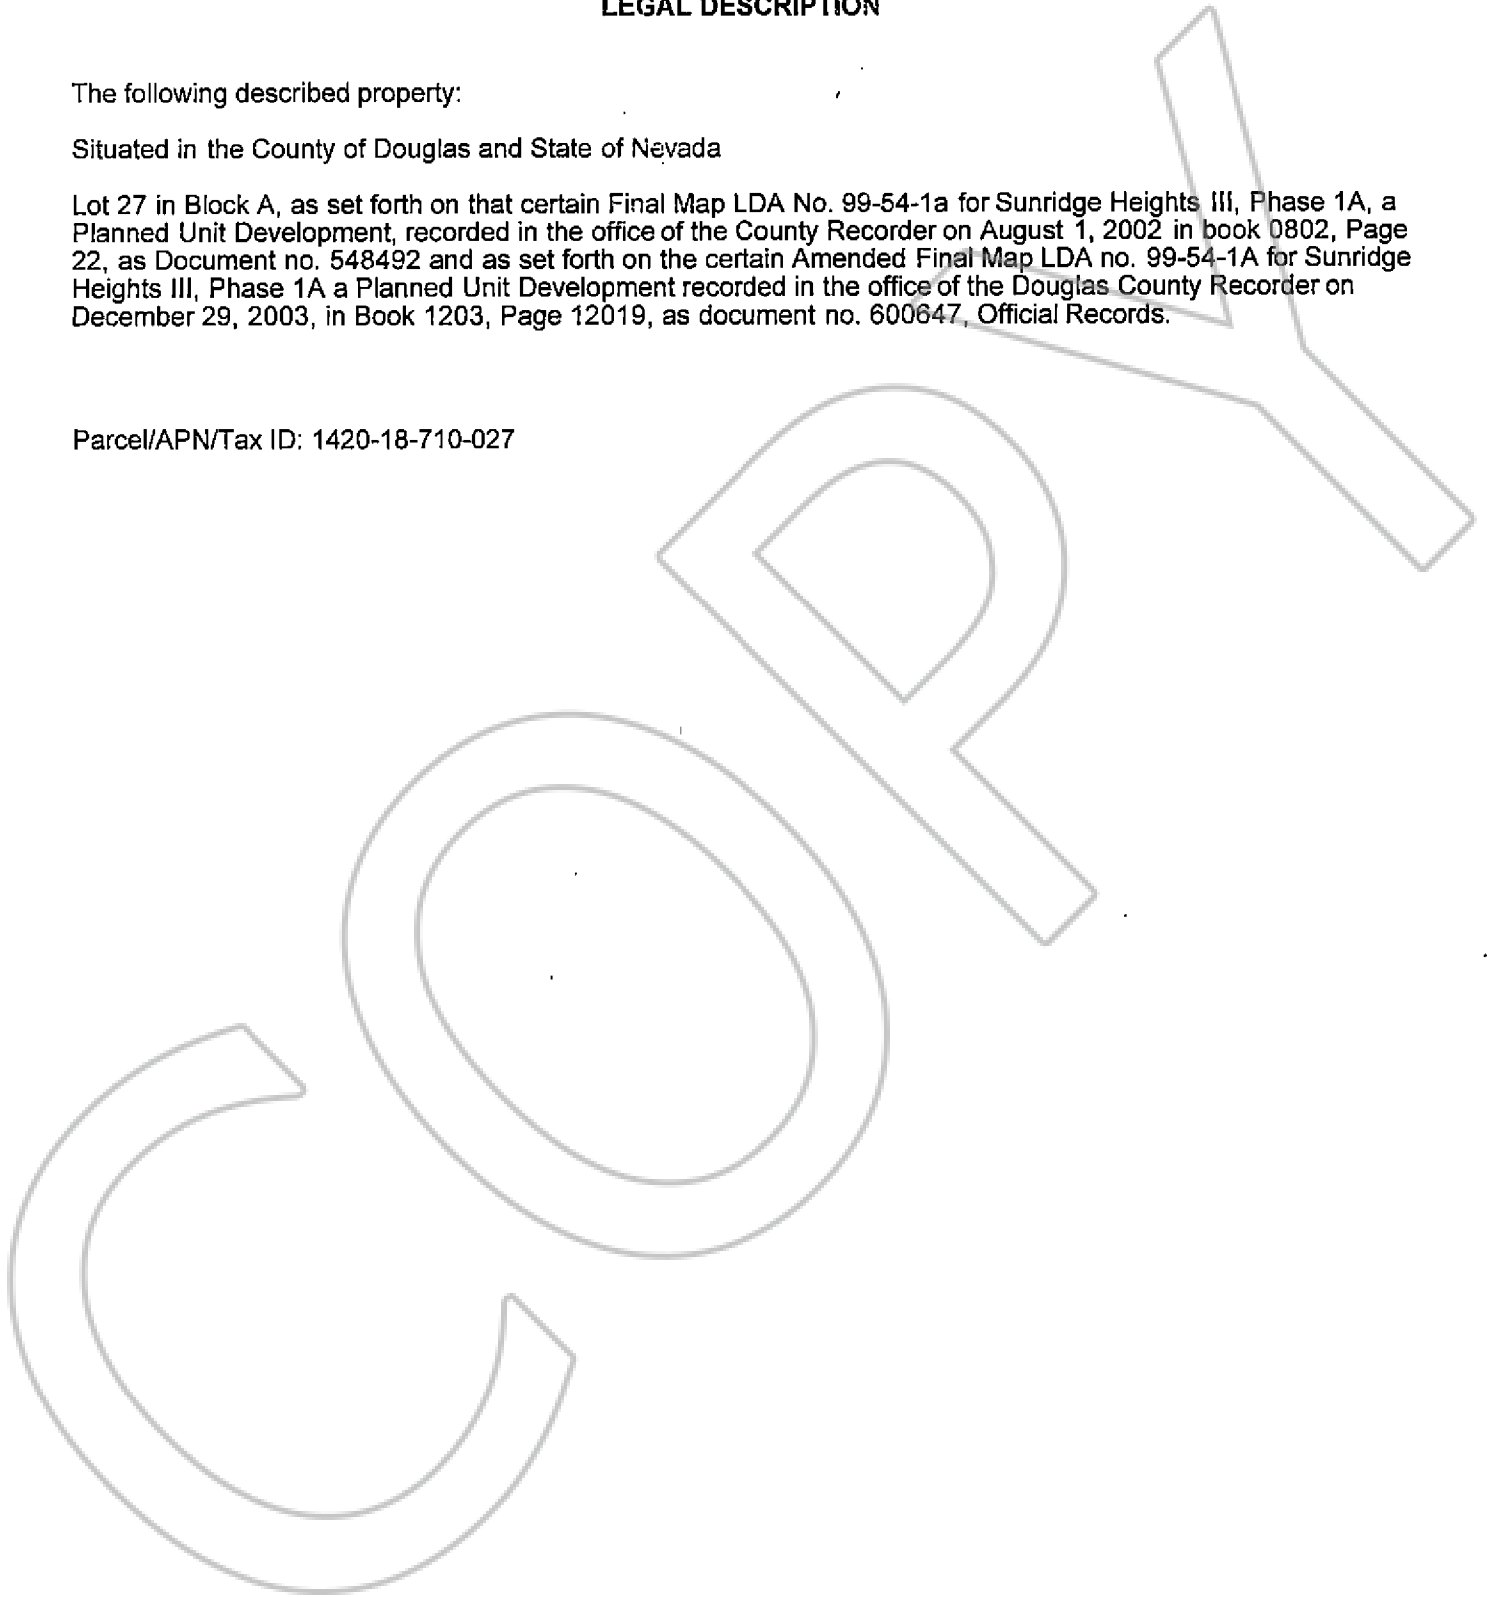 LEGAL DESCRIPTION
The following described property:
Situated in the County of Douglas and State of Nevada
Lot 27 in Block A, as set forth on that certain Final Map LDA No. 99-54-1a for Sunridge Heights III, Phase 1A, a
Planned Unit Development, recorded in the office of the County Recorder on August 1, 2002 in book 0802, Page
22, as Document no. 548492 and as set forth on the certain Amended Final Map LDA no. 99-54-1A for Sunridge
Heights III, Phase 1A a Planned Unit Development recorded in the office of the Douglas County Recorder on
December 29, 2003, in Book 1203, Page 12019, as document no. 600647, Official Records.
Parcel/APN/Tax ID: 1420-18-710-027
COPY